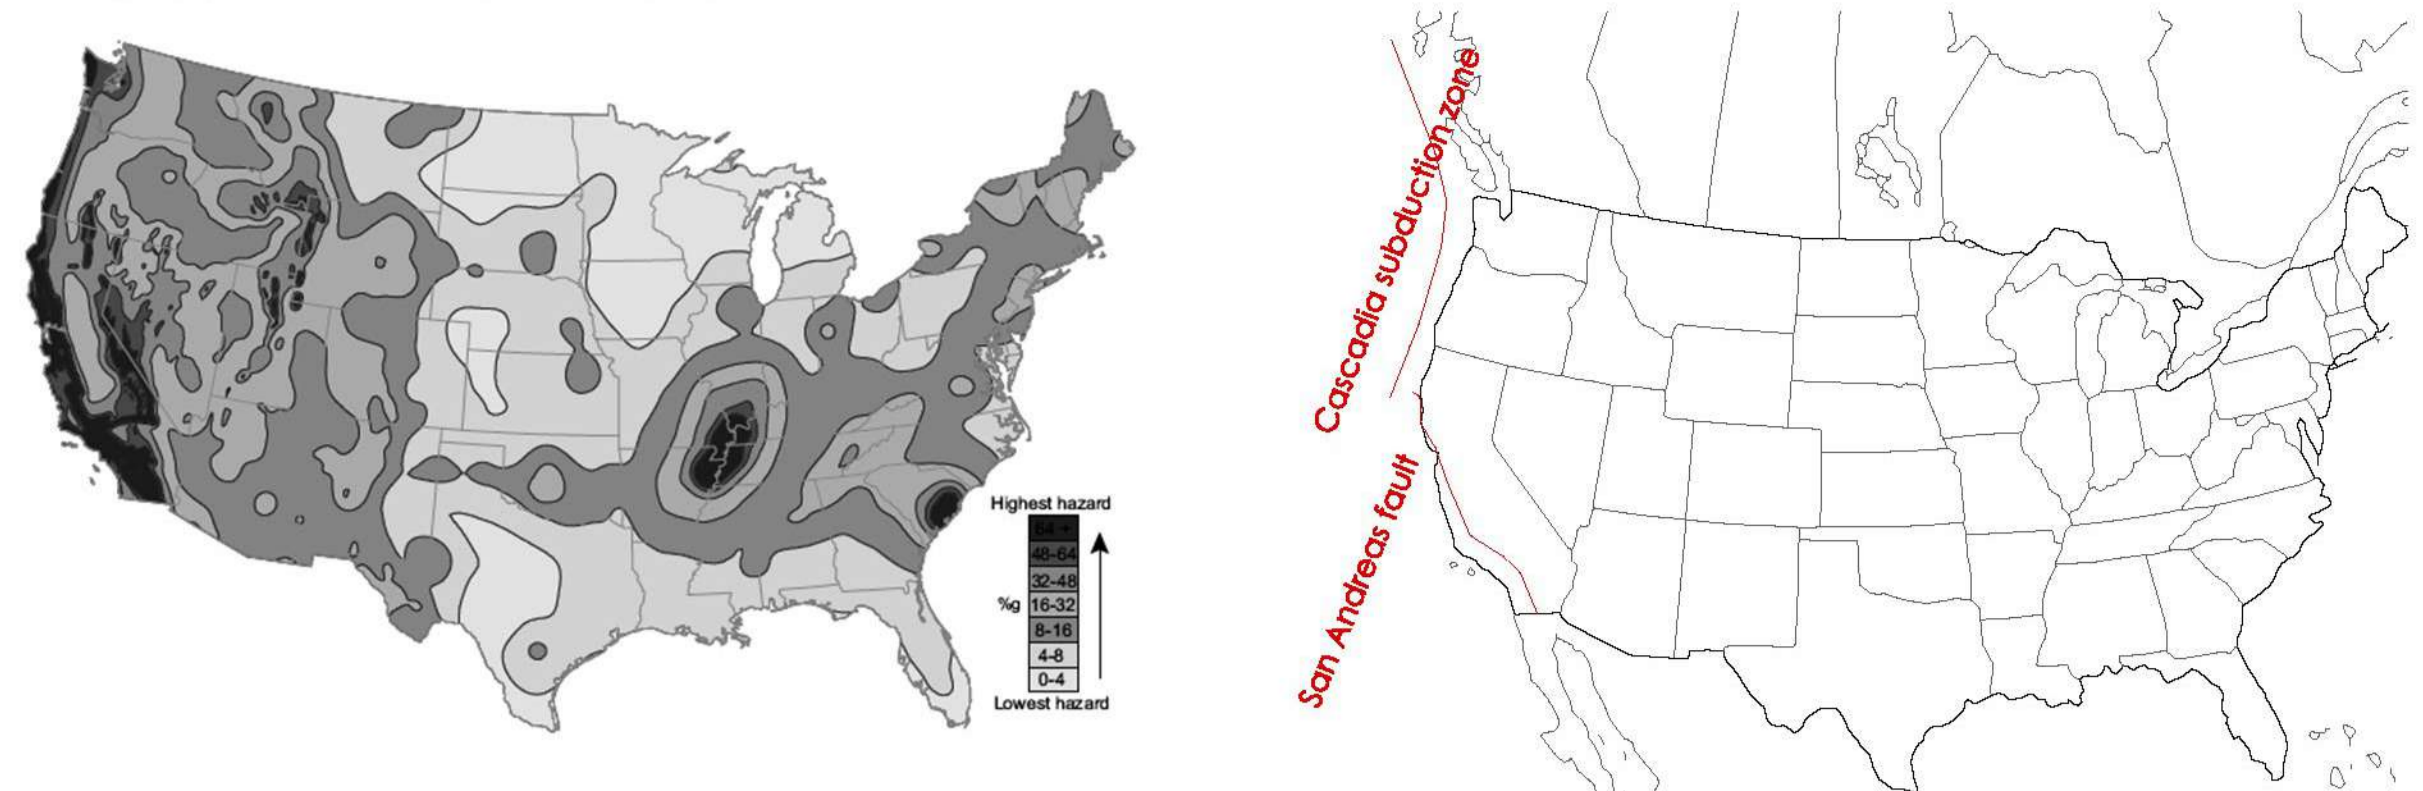 Highest hazard
64 +
48-64
32-48
%g 16-32
8-16
4-8
0-4
Lowest hazard
Cascadia subduction zone
San Andreas fault